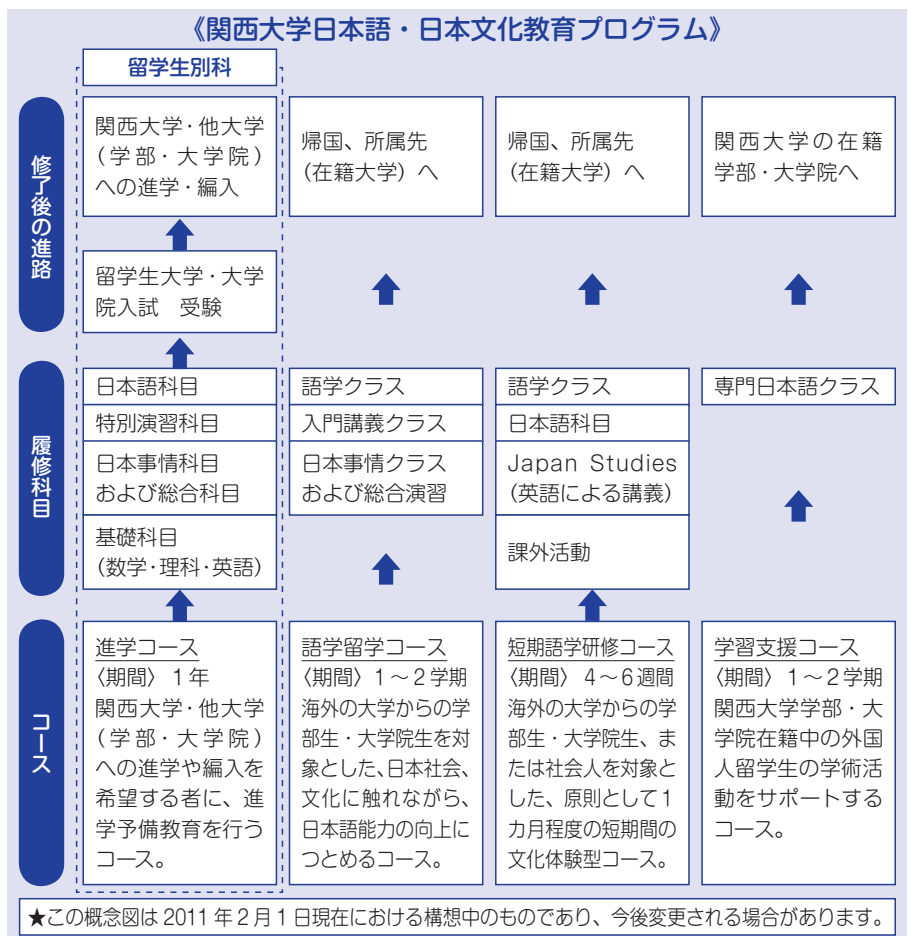 《関西大学日本語・日本文化教育プログラム》
留学生別科
修了後の進路
関西大学・他大学
(学部・大学院)
への進学・編入
帰国、所属先
(在籍大学)へ
帰国、所属先
(在籍大学)へ
関西大学の在籍
学部・大学院へ
留学生大学・大学
院入試　受験
履修科目
日本語科目
特別演習科目
日本事情科目
および総合科目
基礎科目
(数学・理科・英語)
語学クラス
入門講義クラス
日本事情クラス
および総合演習
語学クラス
日本語科目
Japan Studies
(英語による講義)
課外活動
専門日本語クラス
コース
進学コース
〈期間〉1年
関西大学・他大学
(学部・大学院)
への進学や編入を
希望する者に、進
学予備教育を行う
コース。
語学留学コース
〈期間〉1～2学期
海外の大学からの学
部生・大学院生を対
象とした、日本社会、
文化に触れながら、
日本語能力の向上に
つとめるコース。
短期語学研修コース
〈期間〉4～6週間
海外の大学からの学
部生・大学院生、ま
たは社会人を対象と
した、原則として1
カ月程度の短期間の
文化体験型コース。
学習支援コース
〈期間〉1～2学期
関西大学学部・大
学院在籍中の外国
人留学生の学術活
動をサポートする
コース。
★この概念図は2011年2月1日現在における構想中のものであり、今後変更される場合があります。